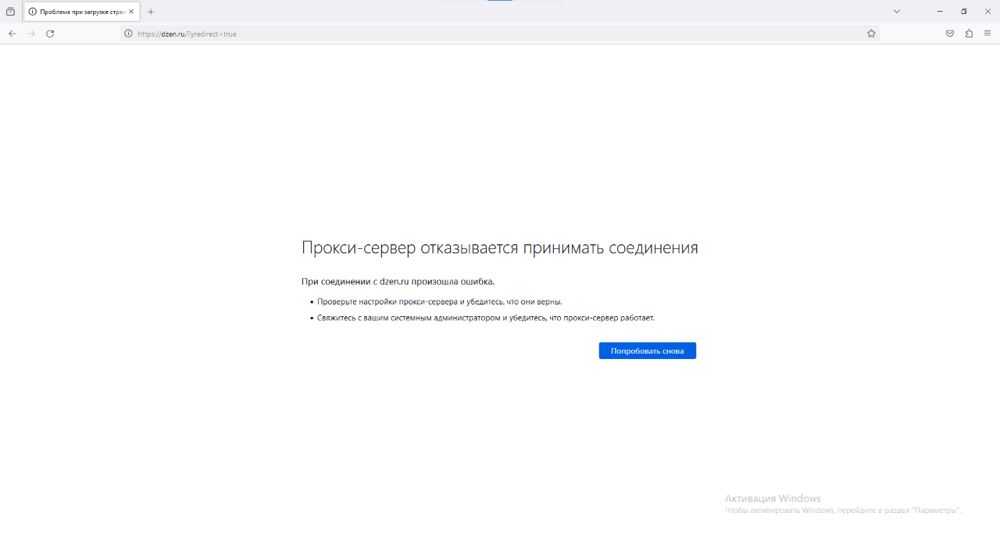 Проблема при загрузке стран
https://dzen.ru/?yredirect=true
Прокси-сервер отказывается принимать соединения
При соединении с dzen.ru произошла ошибка.
Проверьте настройки прокси-сервера и убедитесь, что они верны.
Свяжитесь с вашим системным администратором и убедитесь, что прокси-сервер работает.
Попробовать снова
Активация Windows
Чтобы активировать Windows, перейдите в раздел "Параметры".